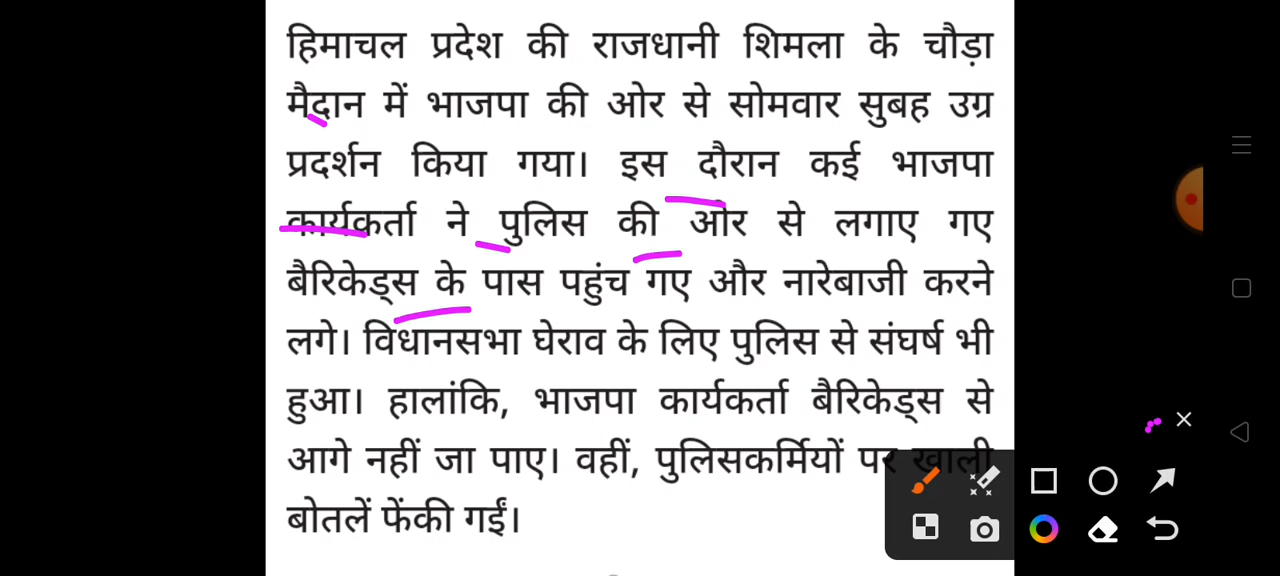 हिमाचल प्रदेश की राजधानी शिमला के चौड़ा
मैदान में भाजपा की ओर से सोमवार सुबह उग्र
प्रदर्शन किया गया। इस दौरान कई भाजपा
कार्यकर्ता ने पुलिस की ओर से लगाए गए
बैरिकेड्स के पास पहुंच गए और नारेबाजी करने
लगे। विधानसभा घेराव के लिए पुलिस से संघर्ष भी
हुआ। हालांकि, भाजपा कार्यकर्ता बैरिकेड्स से
आगे नहीं जा पाए। वहीं, पुलिसकर्मियों पर खाली
बोतलें फेंकी गईं।